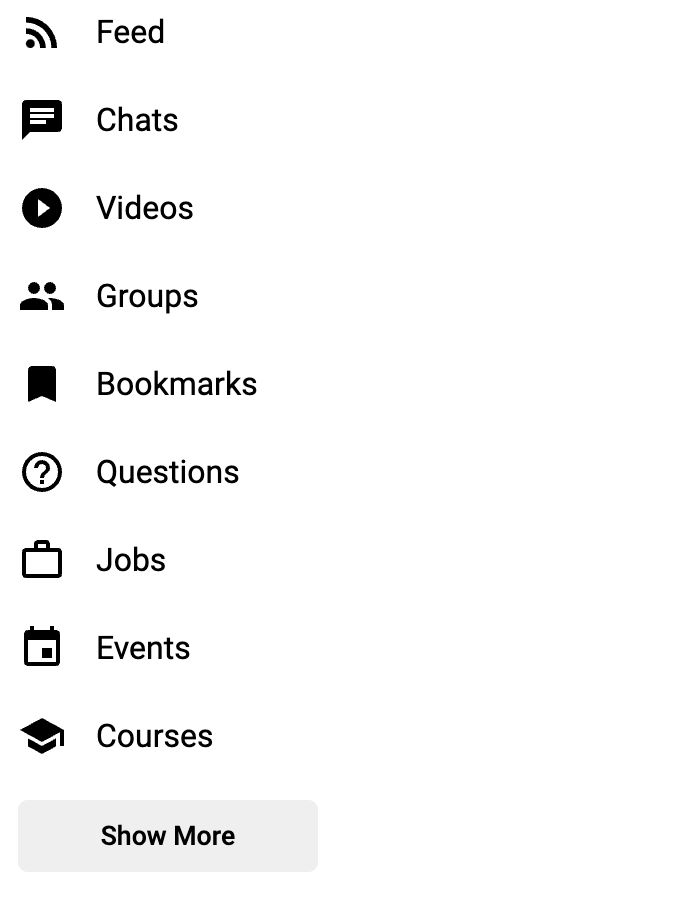 Feed
Chats
Videos
Groups
Bookmarks
Questions
Jobs
Events
Courses
Show More